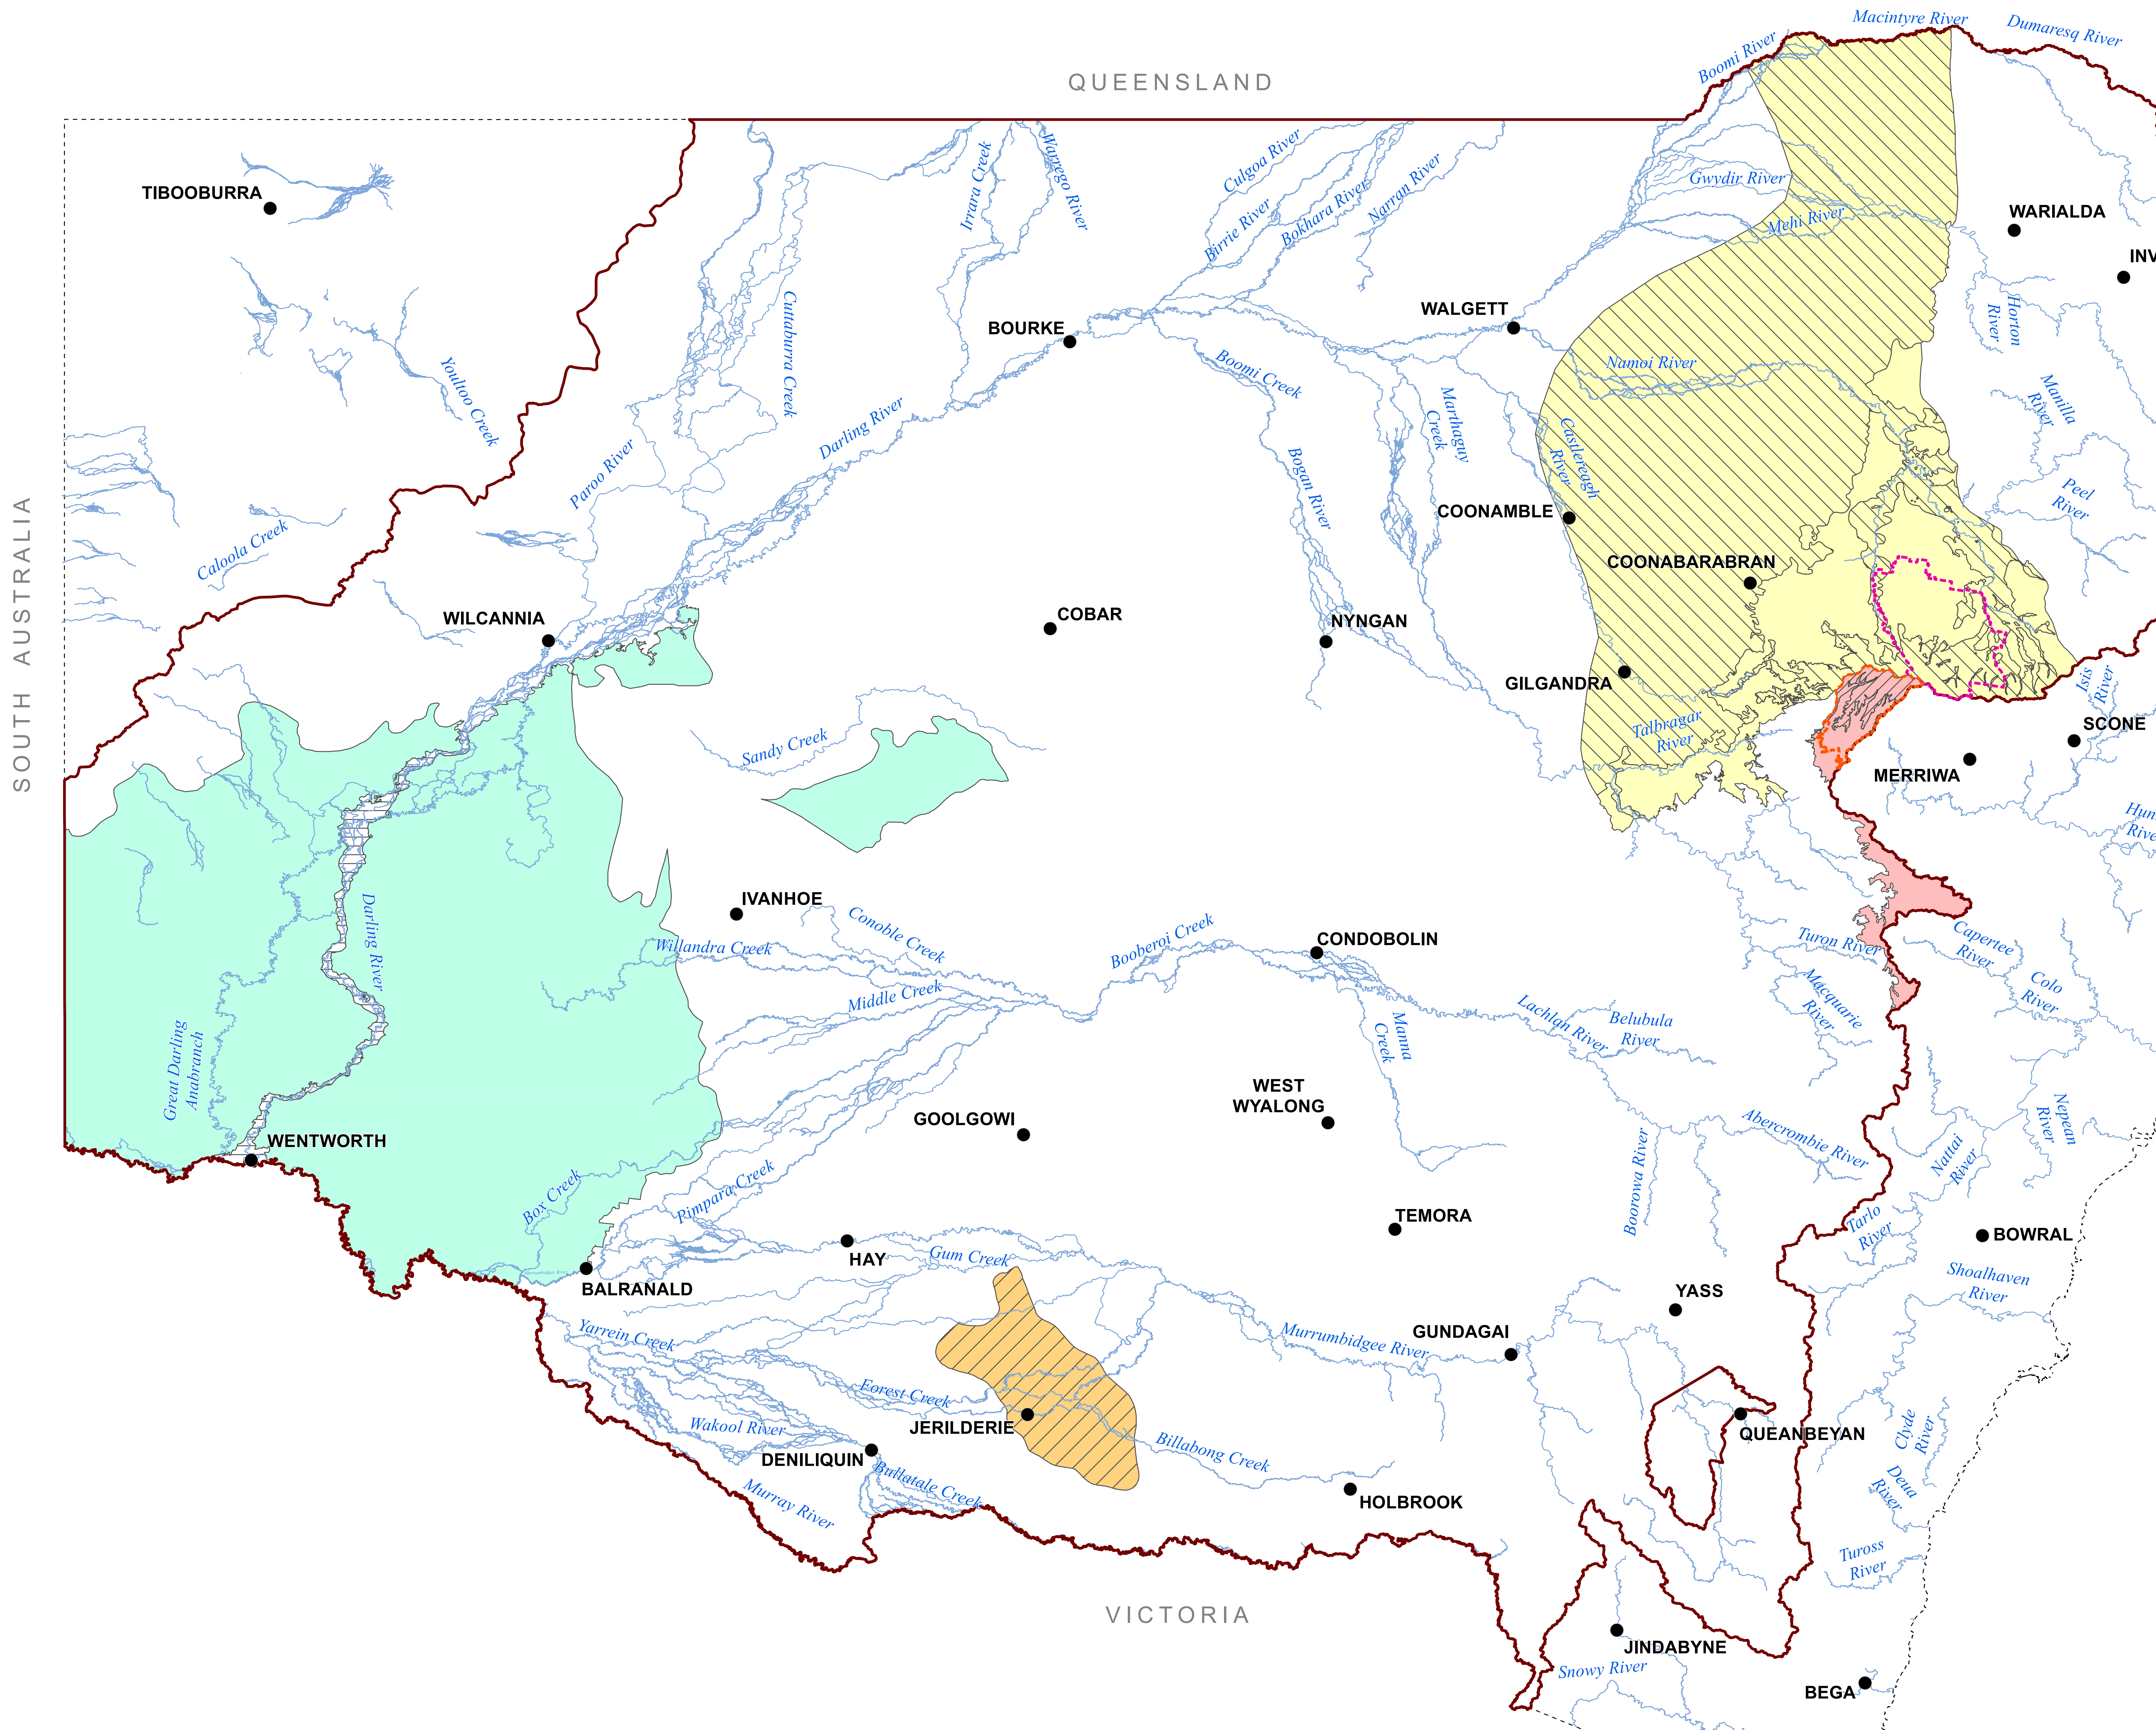 Macintyre River
Dumaresq River
Boomi River
QUEENSLAND
TIBOOBURRA
Irrara Creek
Warrego River
Culgoa River
Birrie River
Bokhara River
Narran River
Gwydir River
Mehi River
WARIALDA
INV
Horton
River
Cuttaburra Creek
BOURKE
WALGETT
Youltoo Creek
Boomi Creek
Namoi River
Manilla
River
Darling River
Marthaguy
Creek
Castlereagh
River
Paroo River
Bogan River
Peel
River
COONAMBLE
Caloola Creek
COONABARABRAN
SOUTH AUSTRALIA
WILCANNIA
COBAR
NYNGAN
GILGANDRA
Isis
River
Talbragar
River
SCONE
Sandy Creek
MERRIWA
Hun
Rive
IVANHOE
Darling River
Conoble Creek
Willandra Creek
Booberoi Creek
CONDOBOLIN
Turon River
Capertee
River
Colo
River
Middle Creek
Macquarie
River
Lachlan River
Belubula
River
Manna
Creek
Great Darling
Anabranch
WEST
WYALONG
GOOLGOWI
WENTWORTH
Abercrombie River
Nepean
River
Nattai
River
Boorowa River
Box Creek
Pimpara Creek
TEMORA
Tarlo
River
BOWRAL
HAY
Gum Creek
BALRANALD
Shoalhaven
River
YASS
Yarrein Creek
Murrumbidgee River
GUNDAGAI
Forest Creek
JERILDERIE
Wakool River
DENILIQUIN
Billabong Creek
QUEANBEYAN
Clyde
River
Bullatale Creek
Murray River
HOLBROOK
Deua
River
Tuross
River
VICTORIA
JINDABYNE
Snowy River
BEGA